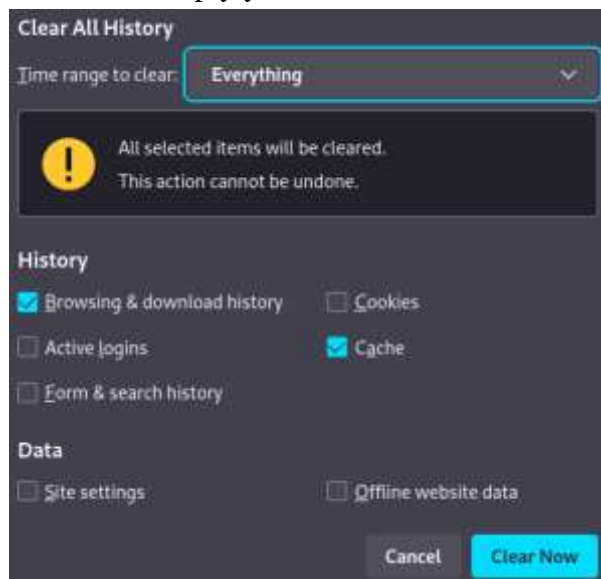 Clear All History
Time range to clear: Everything
All selected items will be cleared.
This action cannot be undone.
History
Browsing & download history
Cookies
Active logins
Cache
Form & search history
Data
Site settings
Offline website data
Cancel
Clear Now